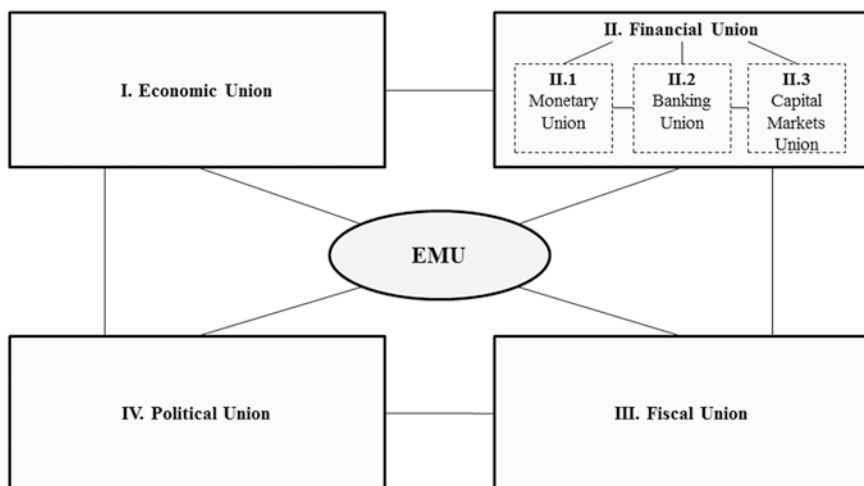 I. Economic Union
II. Financial Union
II.1
Monetary
Union
II.2
Banking
Union
II.3
Capital
Markets
Union
EMU
IV. Political Union
III. Fiscal Union